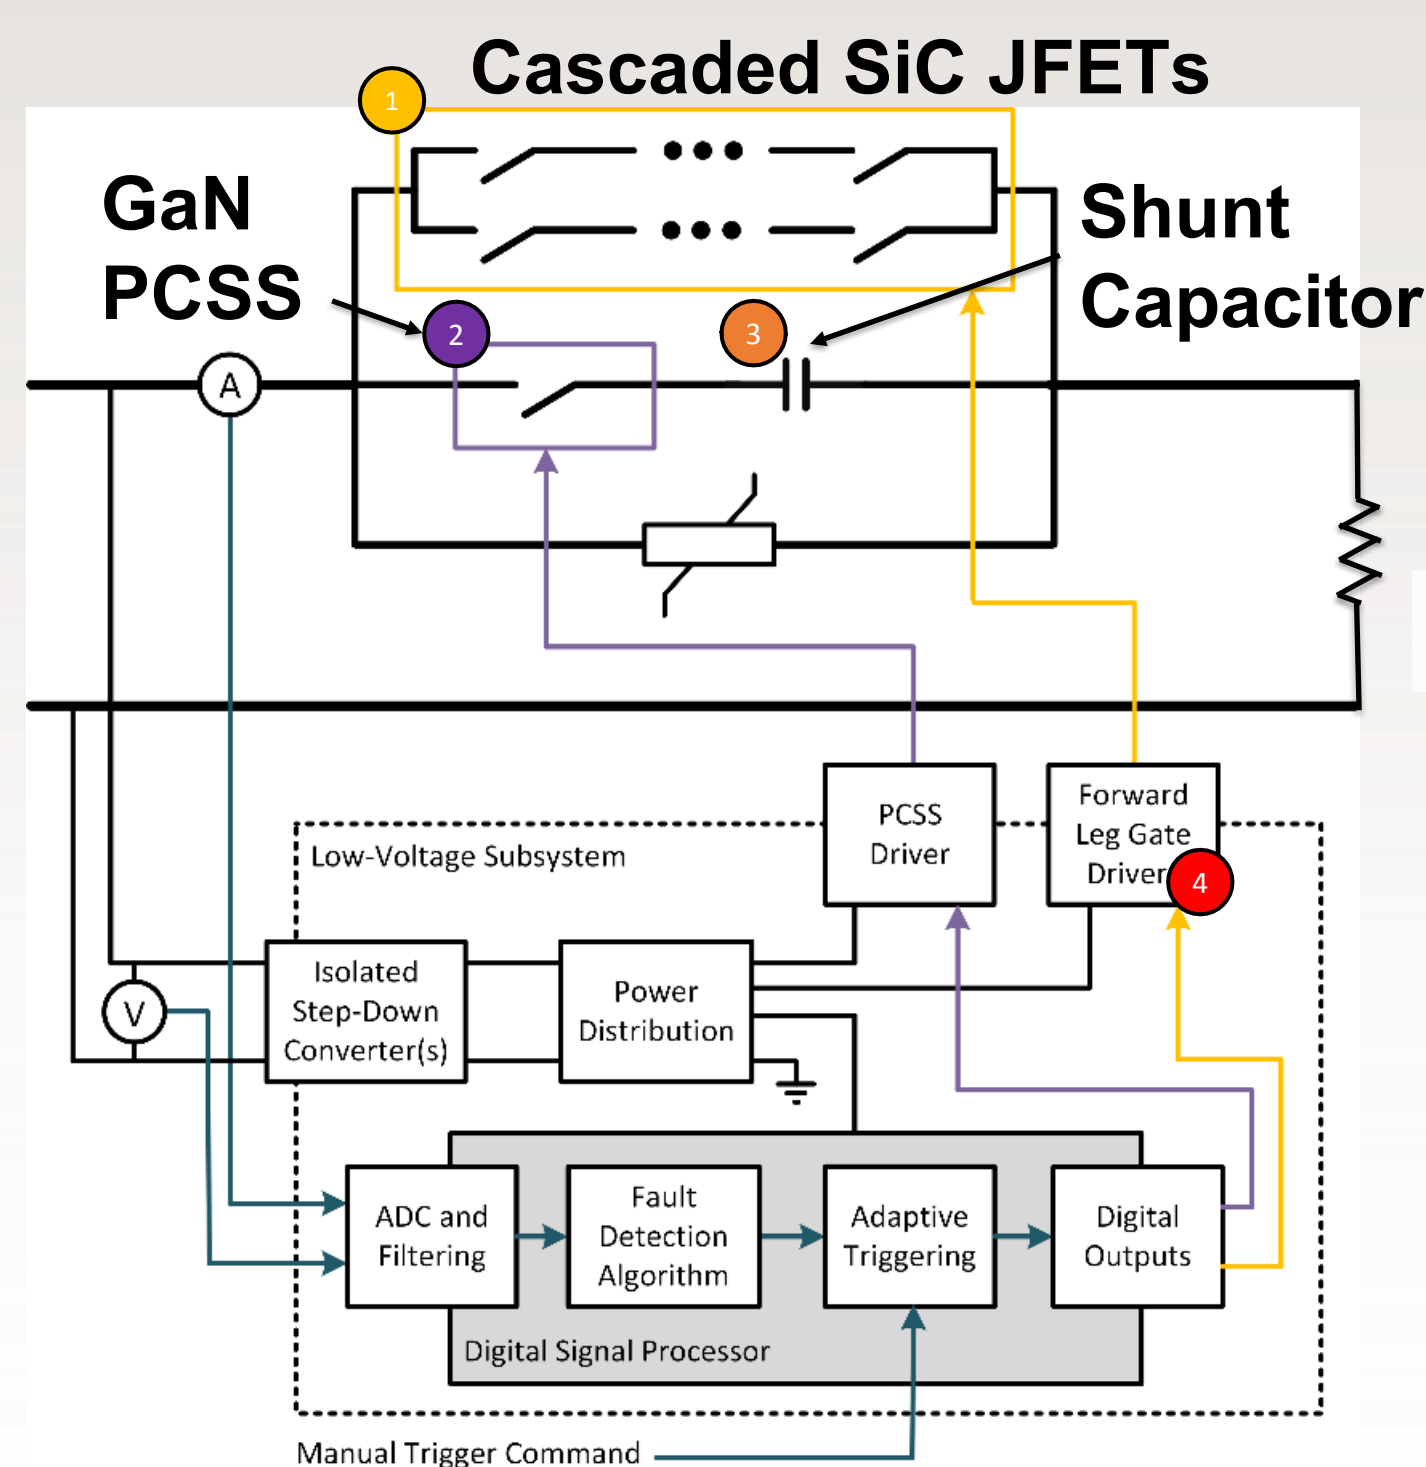 Cascaded SiC JFETs
1
GaN
PCSS
Shunt
Capacitor
2
3
A
PCSS
Driver
Forward
Leg Gate
Driver
4
Low-Voltage Subsystem
Isolated
Step-Down
Converter(s)
Power
Distribution
V
ADC and
Filtering
Fault
Detection
Algorithm
Adaptive
Triggering
Digital
Outputs
Digital Signal Processor
Manual Trigger Command